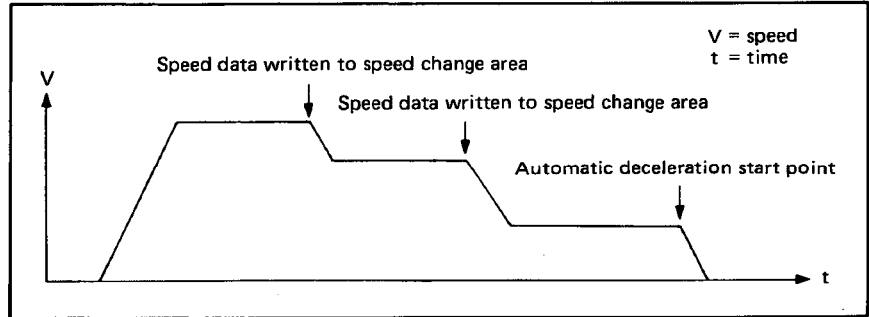 V = speed
t = time
Speed data written to speed change area
V
Speed data written to speed change area
Automatic deceleration start point
t